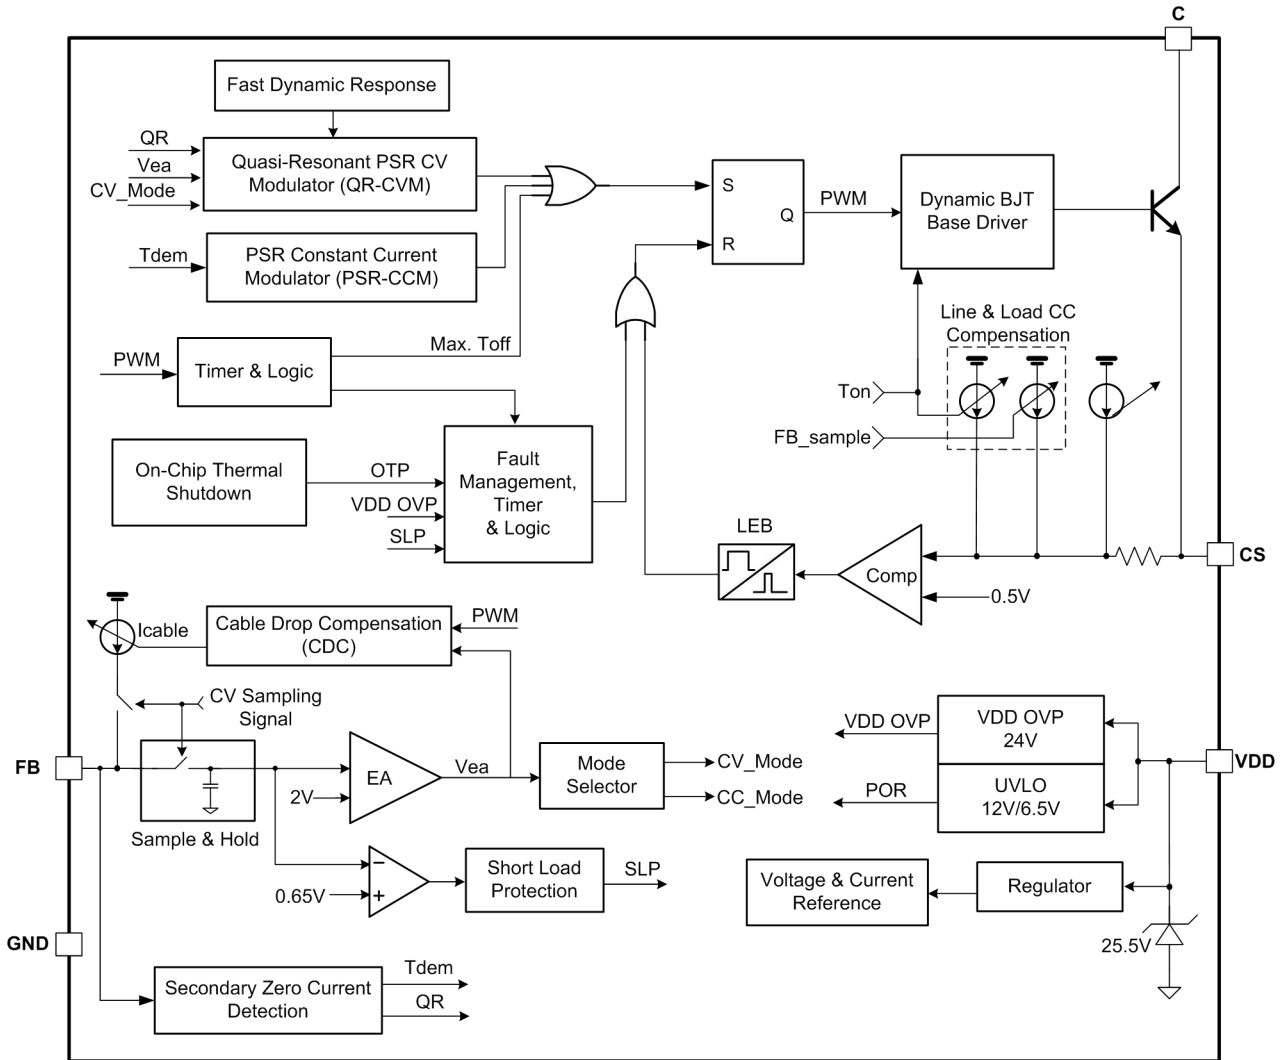 C
Fast Dynamic Response
QR
Vea
CV_Mode
Quasi-Resonant PSR CV
Modulator (QR-CVM)
S
Q
R
PWM
Dynamic BJT
Base Driver
Tdem
PSR Constant Current
Modulator (PSR-CCM)
Line & Load CC
Compensation
Max. Toff
PWM
Timer & Logic
Ton
FB_sample
On-Chip Thermal
Shutdown
OTP
VDD OVP
SLP
Fault
Management,
Timer
& Logic
LEB
Comp
CS
0.5V
Icable
Cable Drop Compensation
(CDC)
PWM
CV Sampling
Signal
FB
EA
2V
Vea
Mode
Selector
CV_Mode
CC_Mode
VDD OVP
POR
VDD OVP
24V
UVLO
12V/6.5V
VDD
Sample & Hold
−
+
0.65V
Short Load
Protection
SLP
Voltage & Current
Reference
Regulator
25.5V
GND
Secondary Zero Current
Detection
Tdem
QR